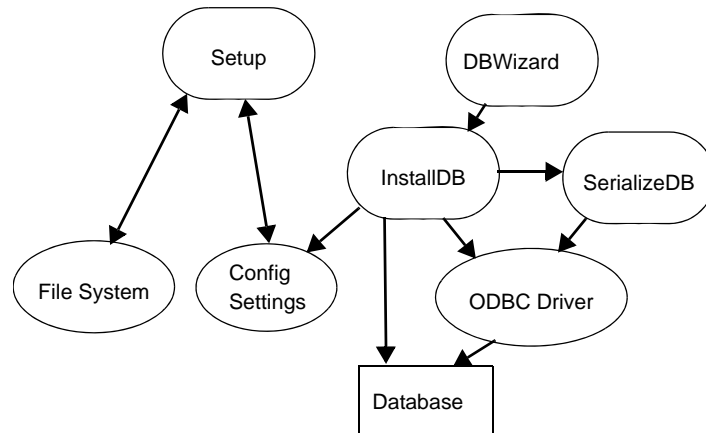 Setup
DBWizard
InstallDB
SerializeDB
File System
Config
Settings
ODBC Driver
Database